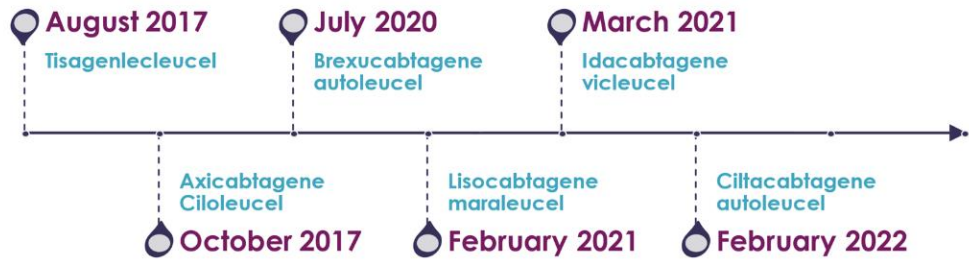 August 2017
Tisagenlecleucel
July 2020
Brexucabtagene
autoleucel
March 2021
Idacabtagene
vicleucel
Axicabtagene
Ciloleucel
October 2017
Lisocabtagene
maraleucel
February 2021
Ciltacabtagene
autoleucel
February 2022